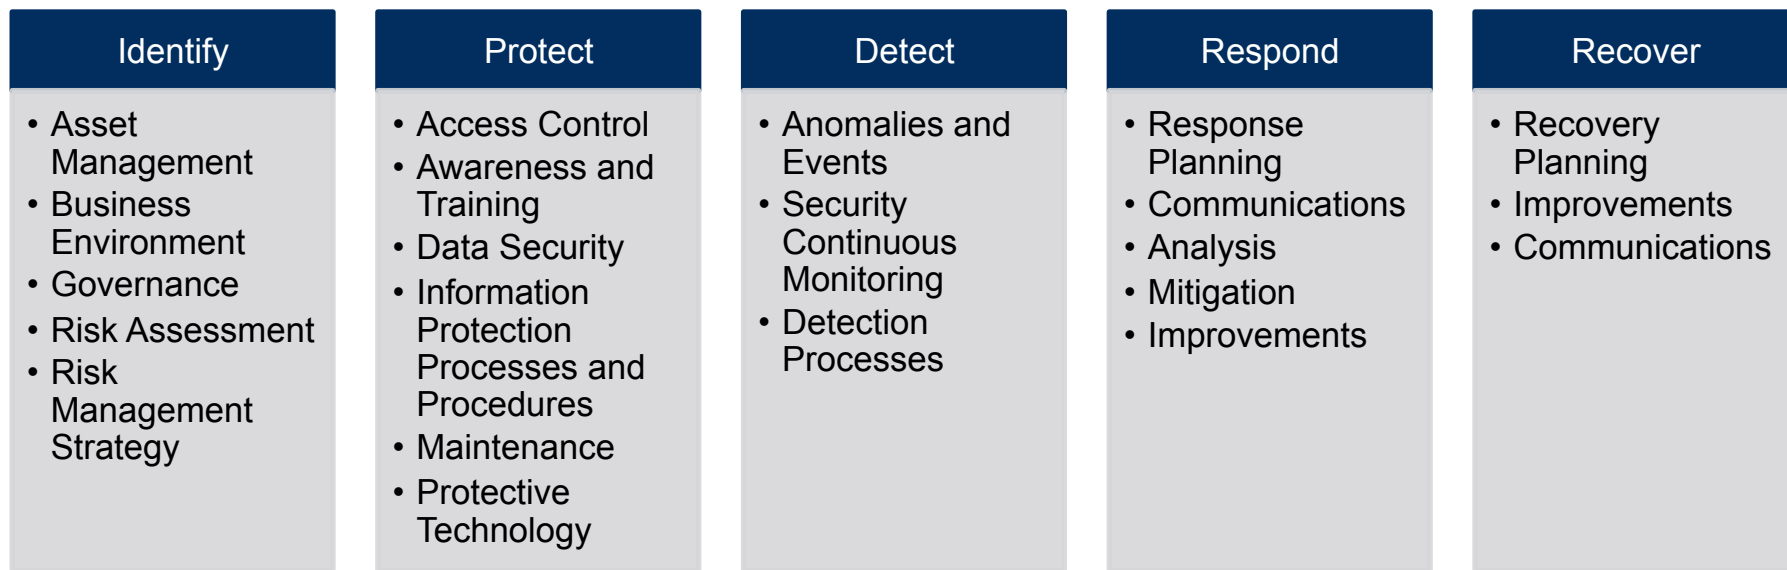 Identify
• Asset
Management
• Business
Environment
• Governance
• Risk Assessment
• Risk
Management
Strategy
Protect
• Access Control
• Awareness and
Training
• Data Security
• Information
Protection
Processes and
Procedures
• Maintenance
• Protective
Technology
Detect
• Anomalies and
Events
• Security
Continuous
Monitoring
• Detection
Processes
Respond
• Response
Planning
• Communications
• Analysis
• Mitigation
• Improvements
Recover
• Recovery
Planning
• Improvements
• Communications